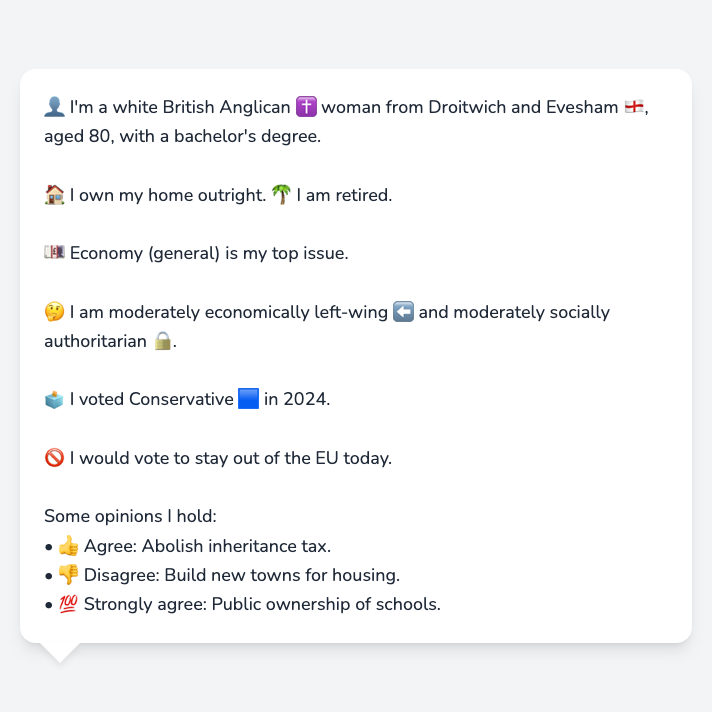 👤 I'm a white British Anglican ✝️ woman from Droitwich and Evesham 🏴󠁧󠁢󠁥󠁮󠁧󠁿,
aged 80, with a bachelor's degree.
🏠 I own my home outright. 🌴 I am retired.
💷 Economy (general) is my top issue.
🤔 I am moderately economically left-wing ⬅️ and moderately socially
authoritarian 🔒.
🗳️ I voted Conservative 🟦 in 2024.
🚫 I would vote to stay out of the EU today.
Some opinions I hold:
• 👍 Agree: Abolish inheritance tax.
• 👎 Disagree: Build new towns for housing.
• 💯 Strongly agree: Public ownership of schools.